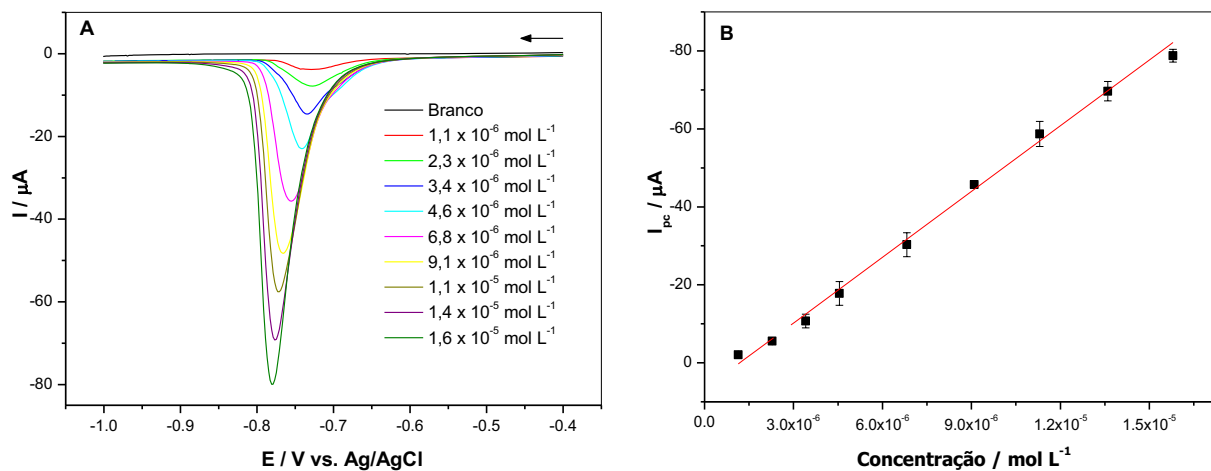 A
0
-20
-40
-60
-80
I / µA
Branco
1,1 x 10⁻⁶ mol L⁻¹
2,3 x 10⁻⁶ mol L⁻¹
3,4 x 10⁻⁶ mol L⁻¹
4,6 x 10⁻⁶ mol L⁻¹
6,8 x 10⁻⁶ mol L⁻¹
9,1 x 10⁻⁶ mol L⁻¹
1,1 x 10⁻⁵ mol L⁻¹
1,4 x 10⁻⁵ mol L⁻¹
1,6 x 10⁻⁵ mol L⁻¹
-1.0 -0.9 -0.8 -0.7 -0.6 -0.5 -0.4
E / V vs. Ag/AgCl
B
-80
-60
-40
-20
0
I_pc / µA
0.0 3.0x10⁻⁶ 6.0x10⁻⁶ 9.0x10⁻⁶ 1.2x10⁻⁵ 1.5x10⁻⁵
Concentração / mol L⁻¹